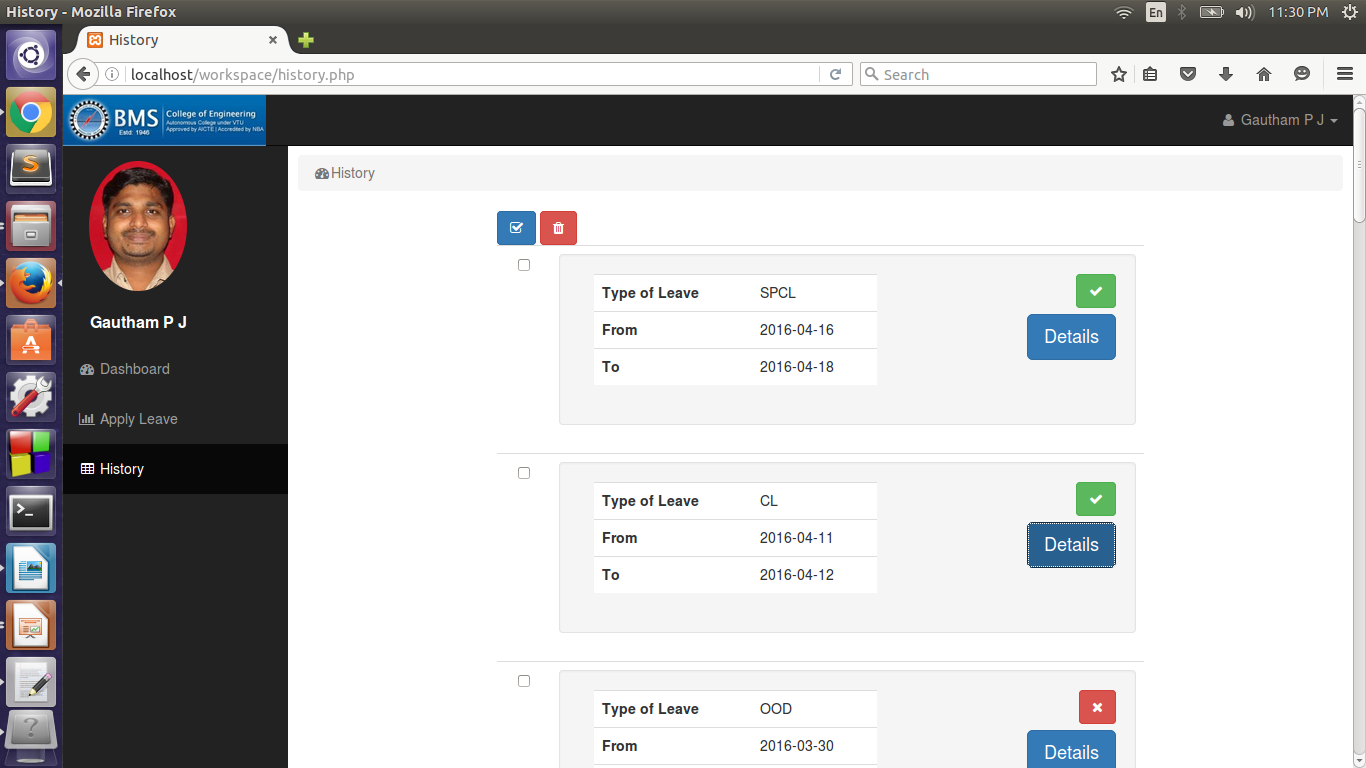 History - Mozilla Firefox
En
11:30 PM
History
localhost/workspace/history.php
Search
BMS
Estd: 1946
College of Engineering
Autonomous College under VTU
Approved by AICTE | Accredited by NBA
Gautham P J
Gautham P J
Dashboard
Apply Leave
History
History
Type of Leave SPCL
From 2016-04-16
To 2016-04-18
Details
Type of Leave CL
From 2016-04-11
To 2016-04-12
Details
Type of Leave OOD
From 2016-03-30
Details